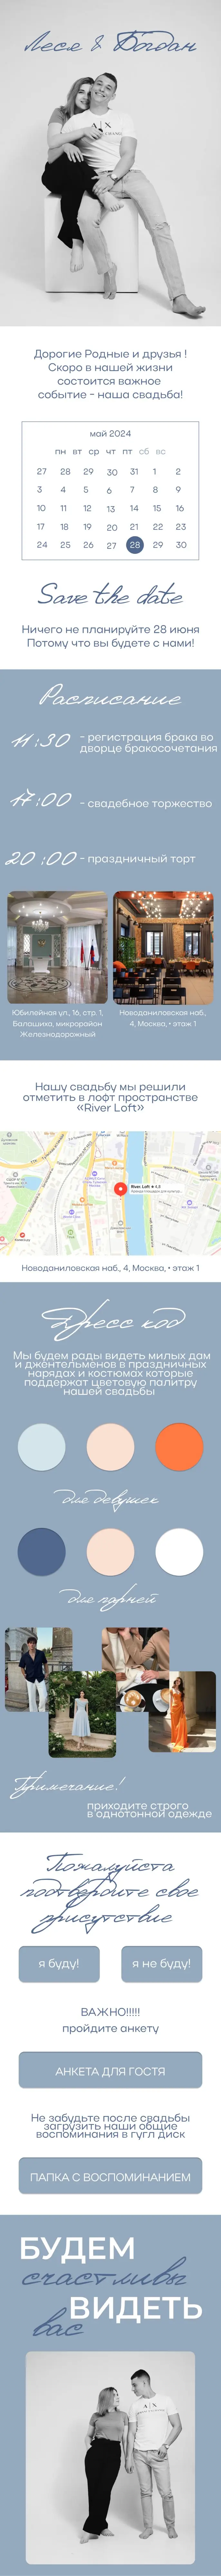 Леся & Богдан
Дорогие Родные и друзья !
Скоро в нашей жизни
состоится важное
событие - наша свадьба!
май 2024
пн вт ср чт пт сб вс
27 28 29 30 31 1 2
3 4 5 6 7 8 9
10 11 12 13 14 15 16
17 18 19 20 21 22 23
24 25 26 27 28 29 30
Save the date
Ничего не планируйте 28 июня
Потому что вы будете с нами!
Расписание
11:30 - регистрация брака во
дворце бракосочетания
17:00 - свадебное торжество
20:00 - праздничный торт
Юбилейная ул., 16, стр. 1,
Балашиха, микрорайон
Железнодорожный
Новоданиловская наб.,
4, Москва, • этаж 1
Нашу свадьбу мы решили
отметить в лофт пространстве
«River Loft»
River Loft
Новоданиловская наб., 4, Москва, • этаж 1
Дресс код
Мы будем рады видеть милых дам
и джентельменов в праздничных
нарядах и костюмах которые
поддержат цветовую палитру
нашей свадьбы
для девушек
для парней
Примечание!
приходите строго
в однотонной одежде
Пожалуйста
подтвердите свое
присутствие
я буду!
я не буду!
ВАЖНО!!!!!
пройдите анкету
АНКЕТА ДЛЯ ГОСТЯ
Не забудьте после свадьбы
загрузить наши общие
воспоминания в гугл диск
ПАПКА С ВОСПОМИНАНИЕМ
БУДЕМ
счастливы
ВИДЕТЬ
вас